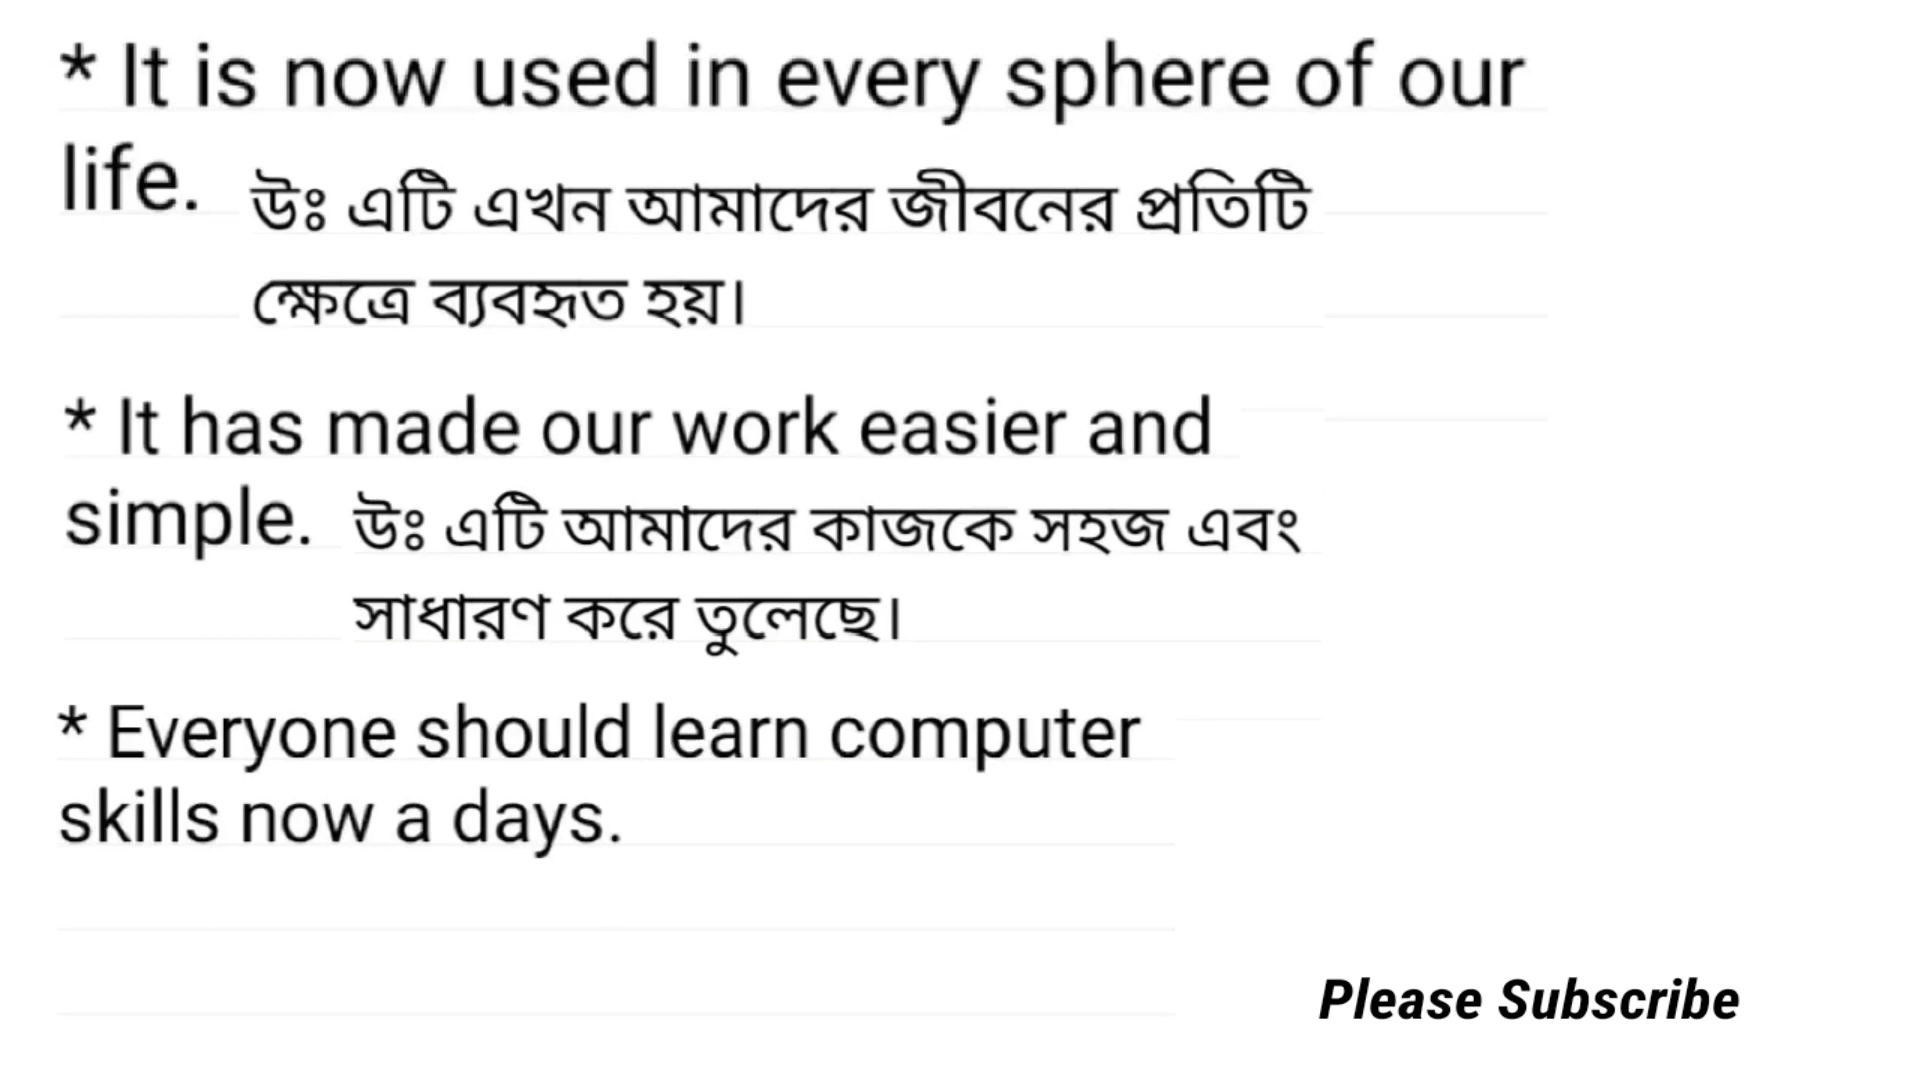 * It is now used in every sphere of our
life. উঃ এটি এখন আমাদের জীবনের প্রতিটি
ক্ষেত্রে ব্যবহৃত হয়।
* It has made our work easier and
simple. উঃ এটি আমাদের কাজকে সহজ এবং
সাধারণ করে তুলেছে।
* Everyone should learn computer
skills now a days.
Please Subscribe